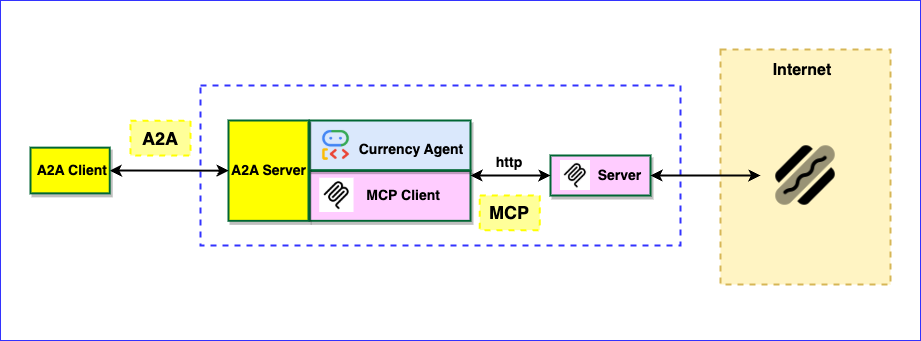 Internet
A2A
A2A Client
A2A Server
Currency Agent
MCP Client
http
MCP
Server